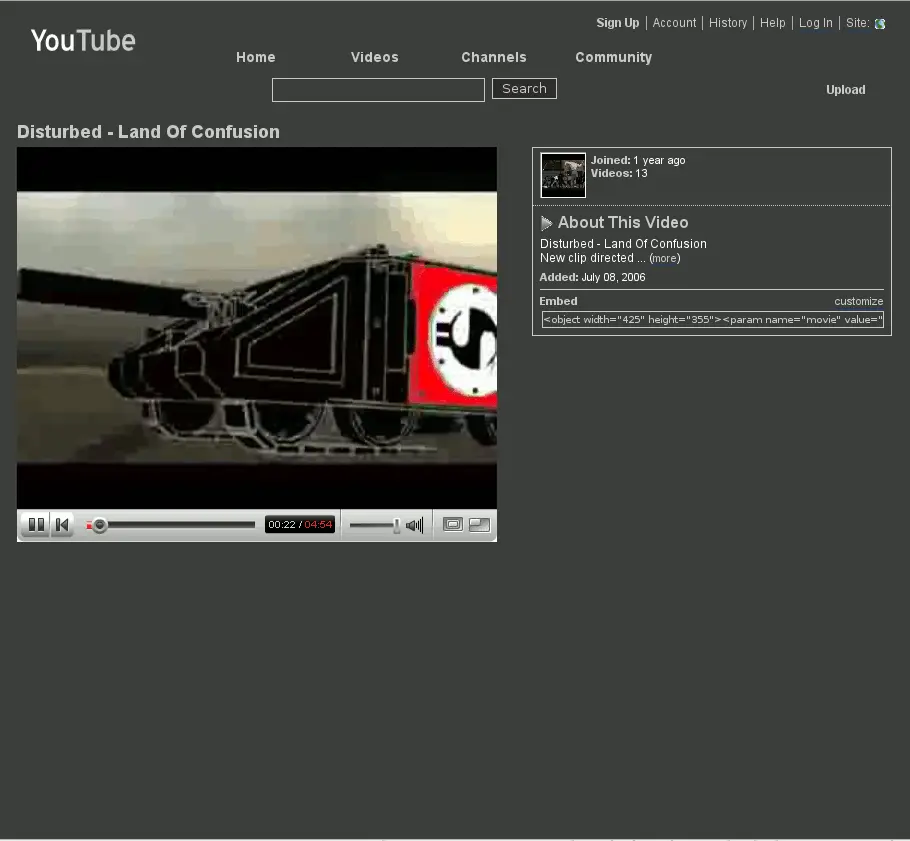 Sign Up | Account | History | Help | Log In | Site:
YouTube
Home Videos Channels Community
Search
Upload
Disturbed - Land Of Confusion
Joined: 1 year ago
Videos: 13
About This Video
Disturbed - Land Of Confusion
New clip directed ... (more)
Added: July 08, 2006
Embed customize
<object width="425" height="355"><param name="movie" value="
00:22 / 04:54